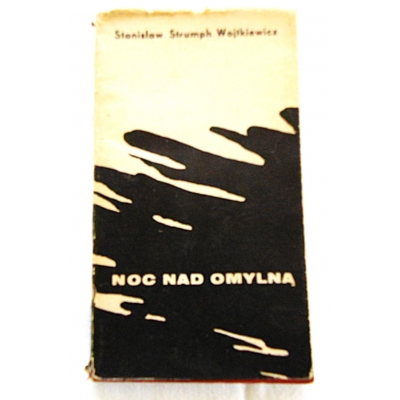 Stanisław Strumph Wojtkiewicz
NOC NAD OMYLNĄ